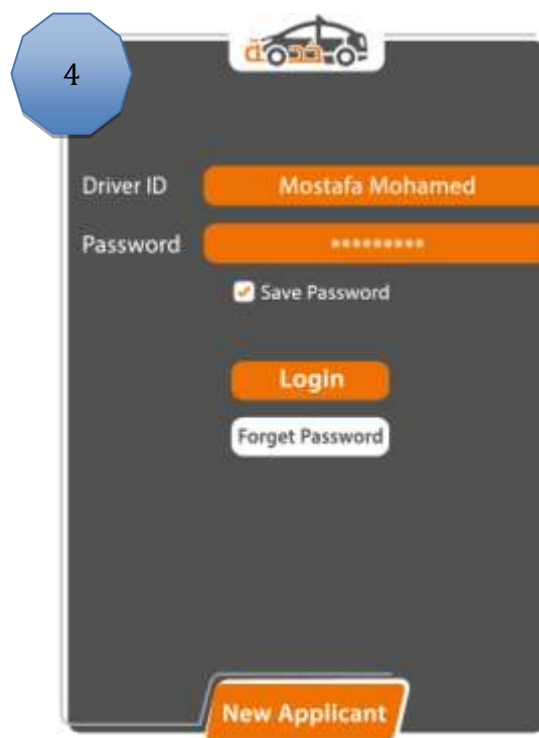 4
Driver ID Mostafa Mohamed
Password *********
Save Password
Login
Forget Password
New Applicant